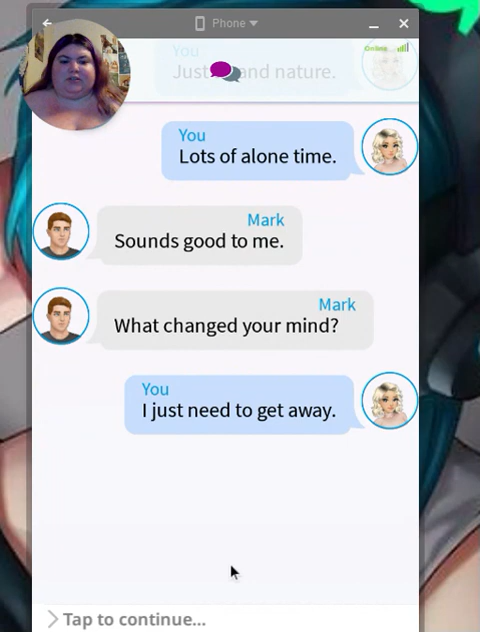 Phone
Online
You
Just and nature.
You
Lots of alone time.
Mark
Sounds good to me.
Mark
What changed your mind?
You
I just need to get away.
Tap to continue...